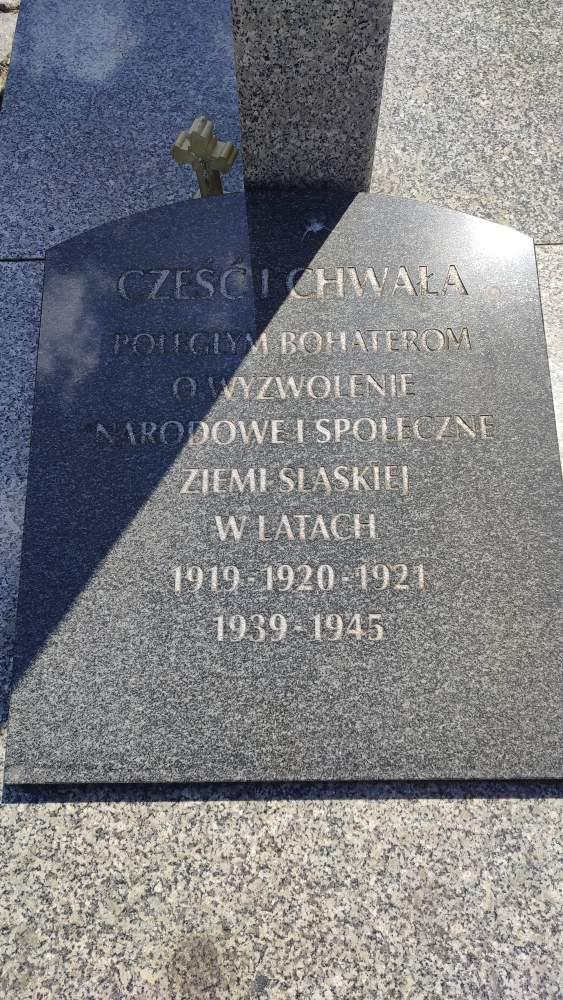 CZEŚĆ I CHWAŁA
POLEGŁYM BOHATEROM
O WYZWOLENIE
NARODOWE I SPOŁECZNE
ZIEMI ŚLĄSKIEJ
W LATACH
1919-1920-1921
1939-1945